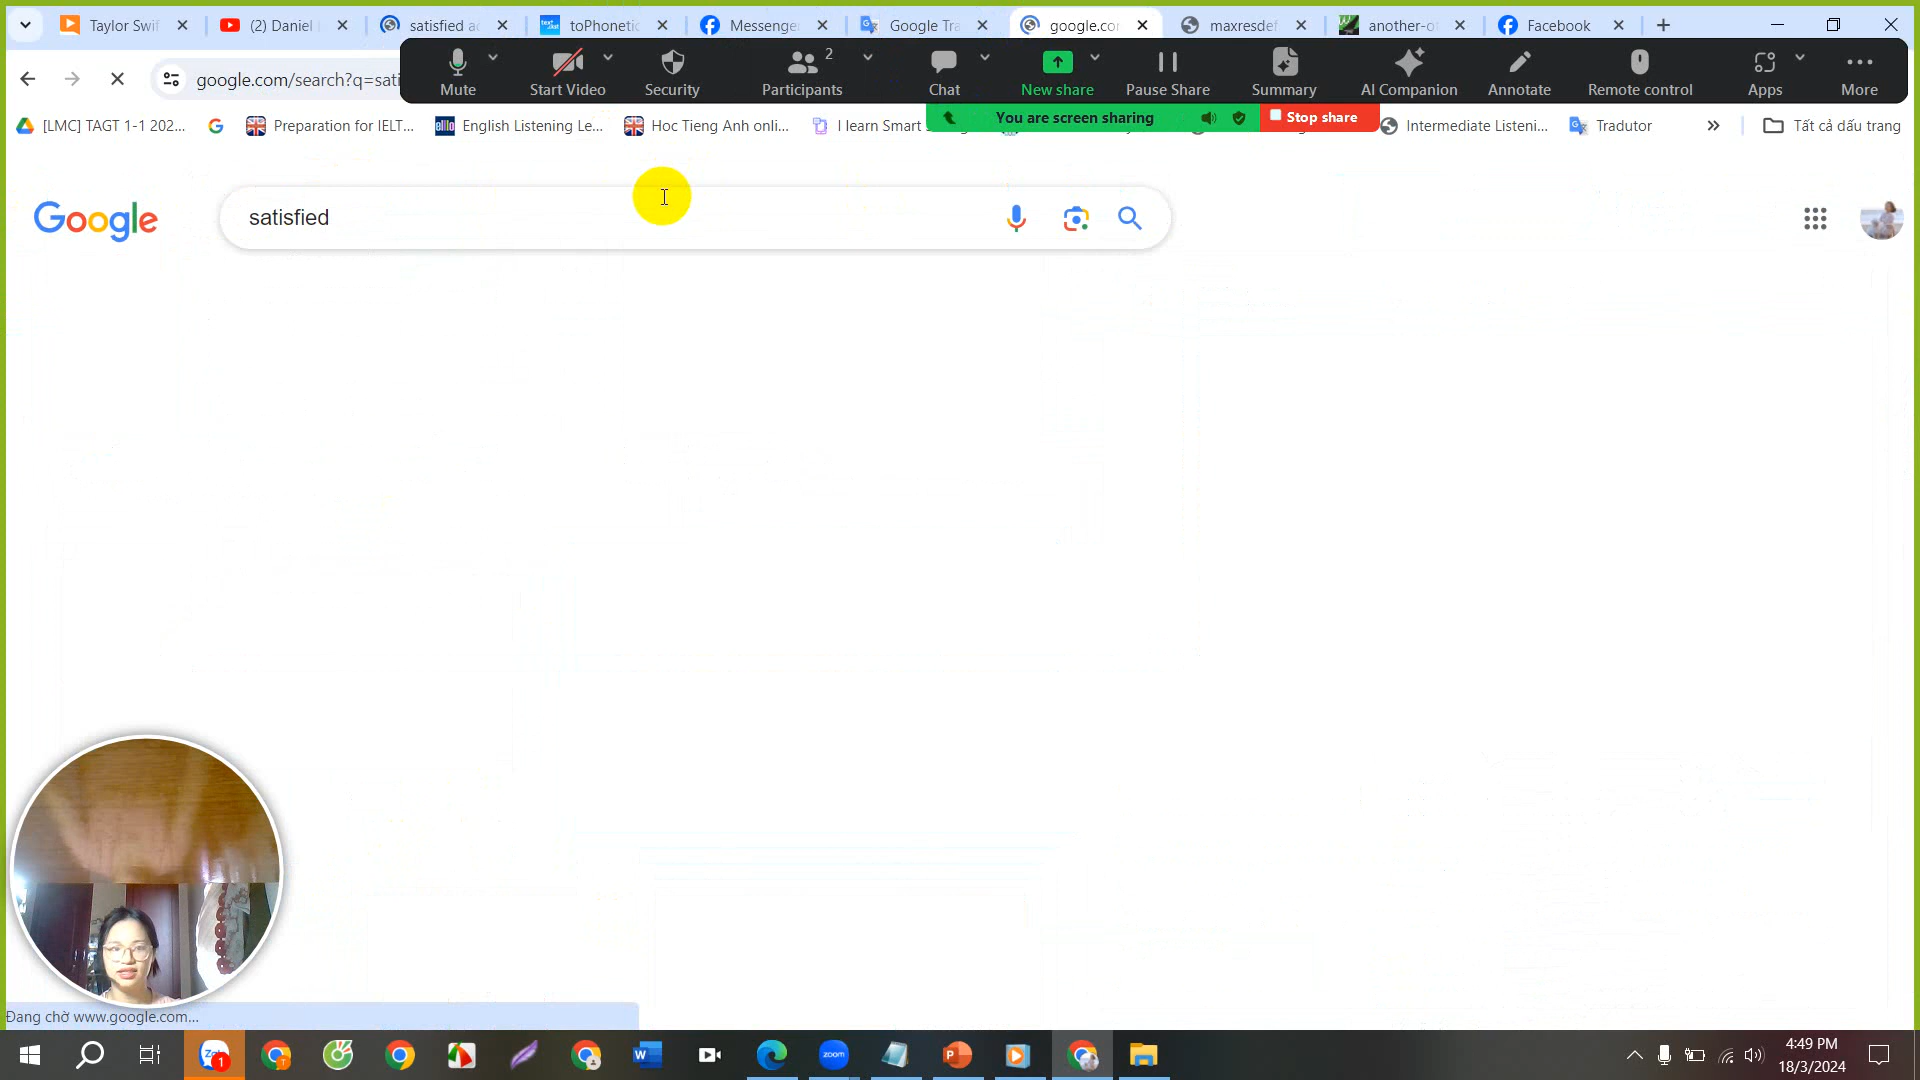 Taylor Swif
(2) Daniel
satisfied a
toPhonetic
Messenge
Google Tra
google.co
maxresdef
another-o
Facebook
google.com/search?q=sati
Mute
Start Video
Security
Participants
2
Chat
New share
Pause Share
Summary
AI Companion
Annotate
Remote control
Apps
More
You are screen sharing
Stop share
[LMC] TAGT 1-1 202...
Preparation for IELT...
elllo
English Listening Le...
Hoc Tieng Anh onli...
I learn Smart
Intermediate Listeni...
Tradutor
Tất cả dấu trang
Google
satisfied
Đang chờ www.google.com...
1
zoom
4:49 PM
18/3/2024